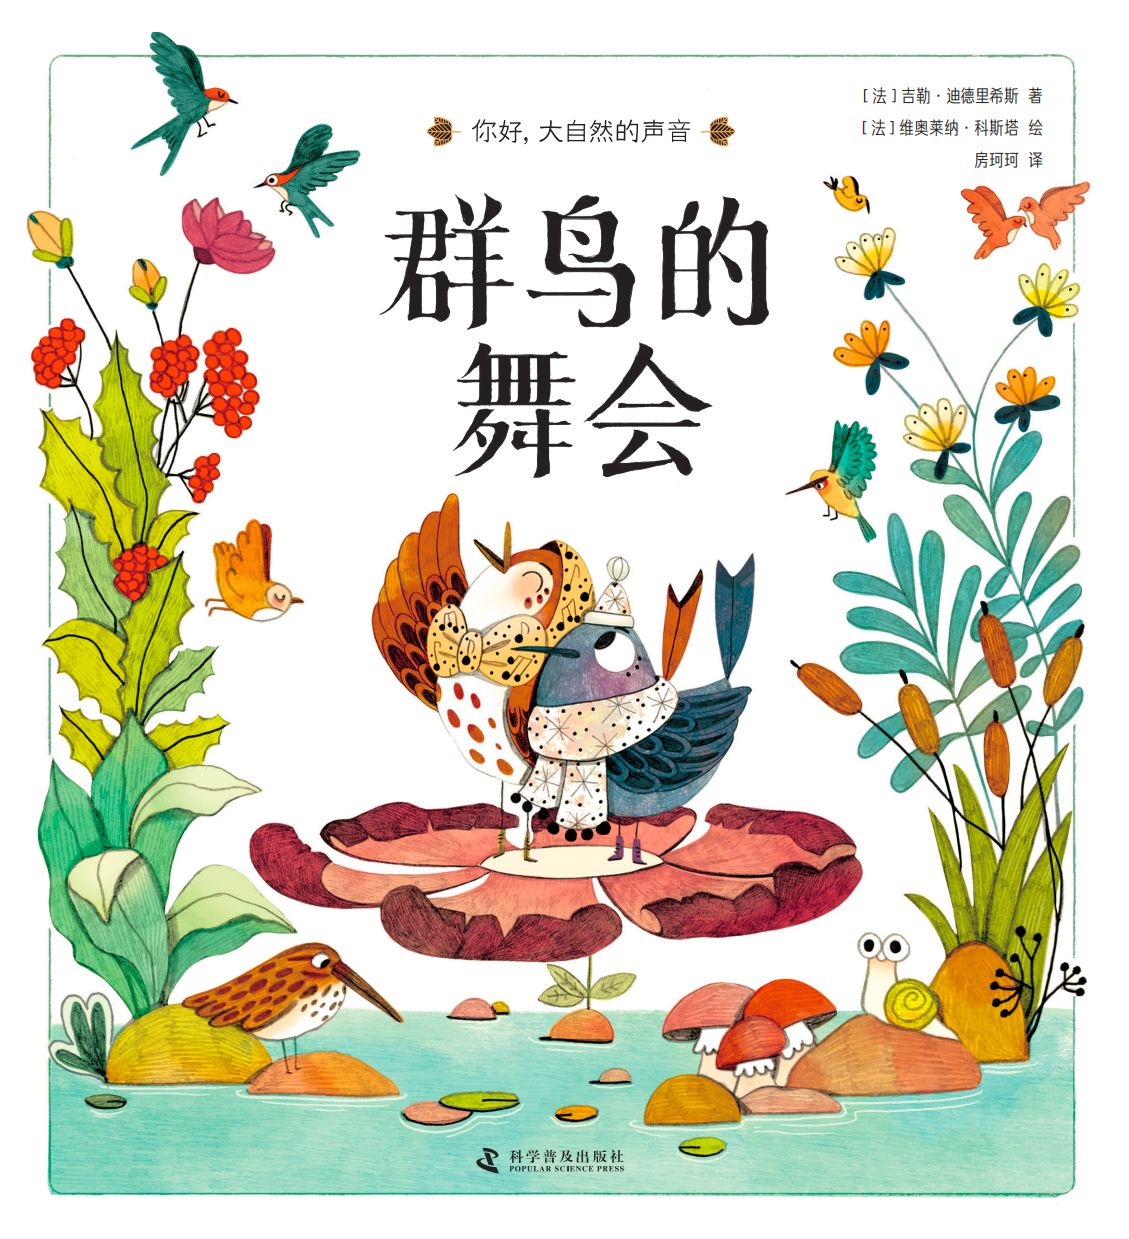 [法]吉勒·迪德里希斯 著
[法]维奥莱纳·科斯塔 绘
房珂珂 译
你好, 大自然的声音
群鸟的
舞会
科学普及出版社
POPULAR SCIENCE PRESS